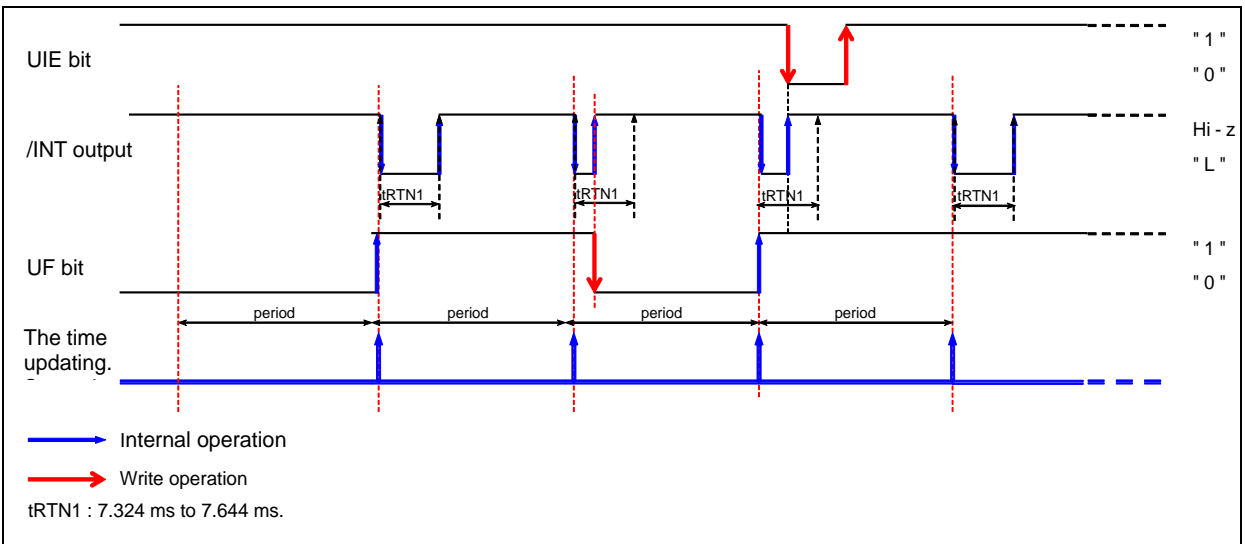 UIE bit
" 1 "
" 0 "
/INT output
Hi - z
" L "
tRTN1
tRTN1
tRTN1
tRTN1
UF bit
" 1 "
" 0 "
period
period
period
period
The time
updating.
Internal operation
Write operation
tRTN1 : 7.324 ms to 7.644 ms.